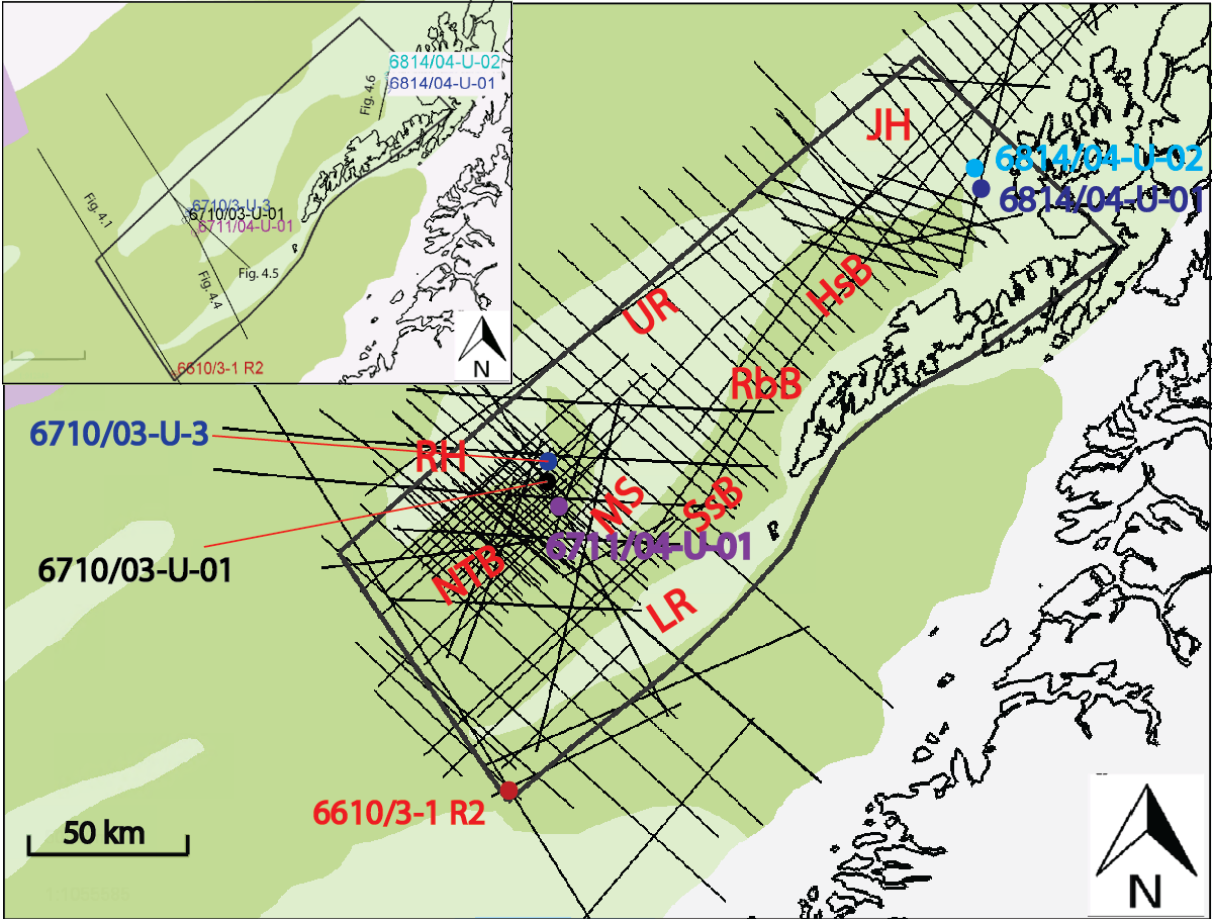 6814/04-U-02
6814/04-U-01
Fig. 4.6
Fig. 4.1
6710/3-U-3
6710/03-U-01
6711/04-U-01
Fig. 4.5
Fig. 4.4
6610/3-1 R2
N
JH
6814/04-U-02
6814/04-U-01
HsB
UR
RbB
6710/03-U-3
RH
MS
SsB
6711/04-U-01
6710/03-U-01
NTB
LR
6610/3-1 R2
50 km
N